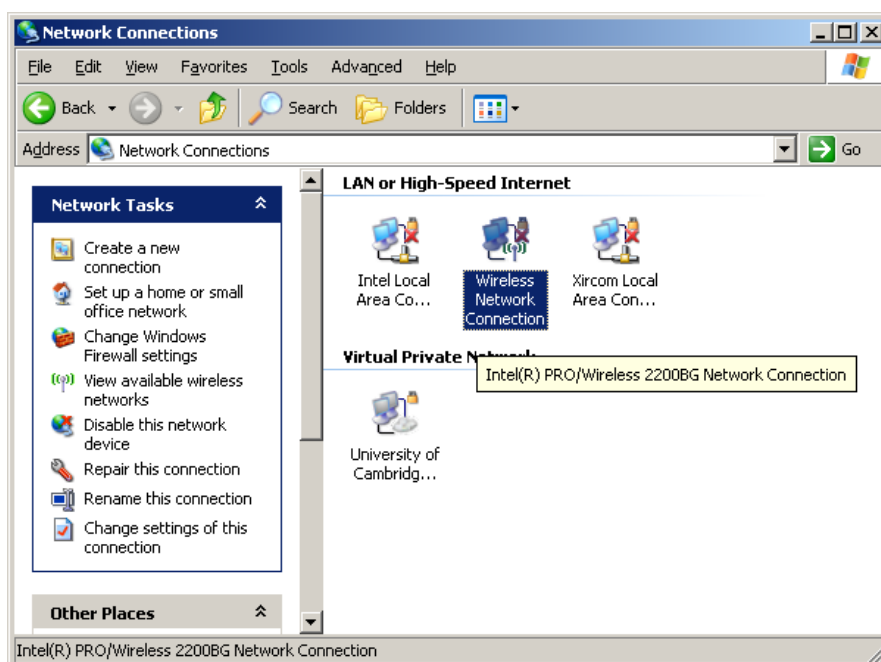 Network Connections
File Edit View Favorites Tools Advanced Help
Back Search Folders
Address Network Connections Go
Network Tasks
Create a new
connection
Set up a home or small
office network
Change Windows
Firewall settings
View available wireless
networks
Disable this network
device
Repair this connection
Rename this connection
Change settings of this
connection
Other Places
LAN or High-Speed Internet
Intel Local
Area Co...
Wireless
Network
Connection
Xircom Local
Area Con...
Virtual Private
Intel(R) PRO/Wireless 2200BG Network Connection
University of
Cambridg...
Intel(R) PRO/Wireless 2200BG Network Connection